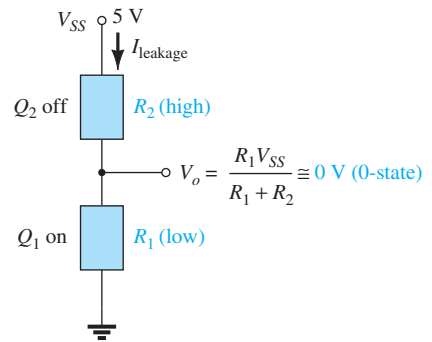 V_SS 5 V
I_leakage
Q_2 off R_2 (high)
V_o = R_1V_SS / R_1 + R_2 ≅ 0 V (0-state)
Q_1 on R_1 (low)